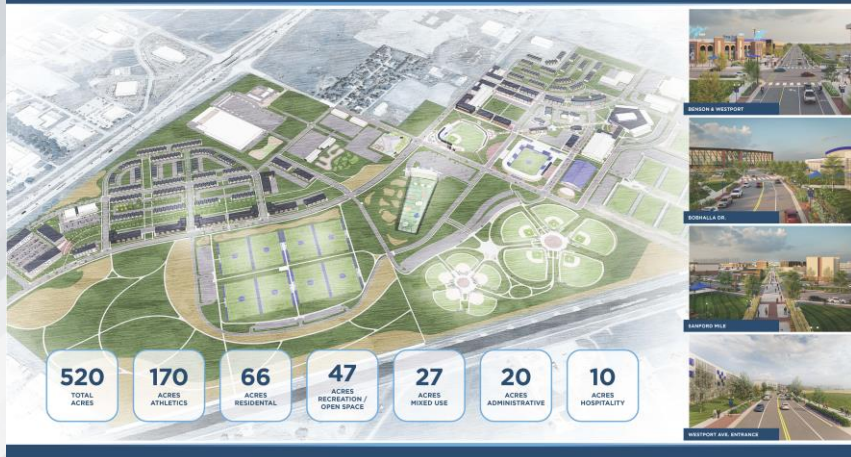 520
TOTAL
ACRES
170
ACRES
ATHLETICS
66
ACRES
RESIDENTAL
47
ACRES
RECREATION /
OPEN SPACE
27
ACRES
MIXED USE
20
ACRES
ADMINISTRATIVE
10
ACRES
HOSPITALITY
BENSON & WESTPORT
BOBHALLA DR.
SANFORD MILE
WESTPORT AVE. ENTRANCE